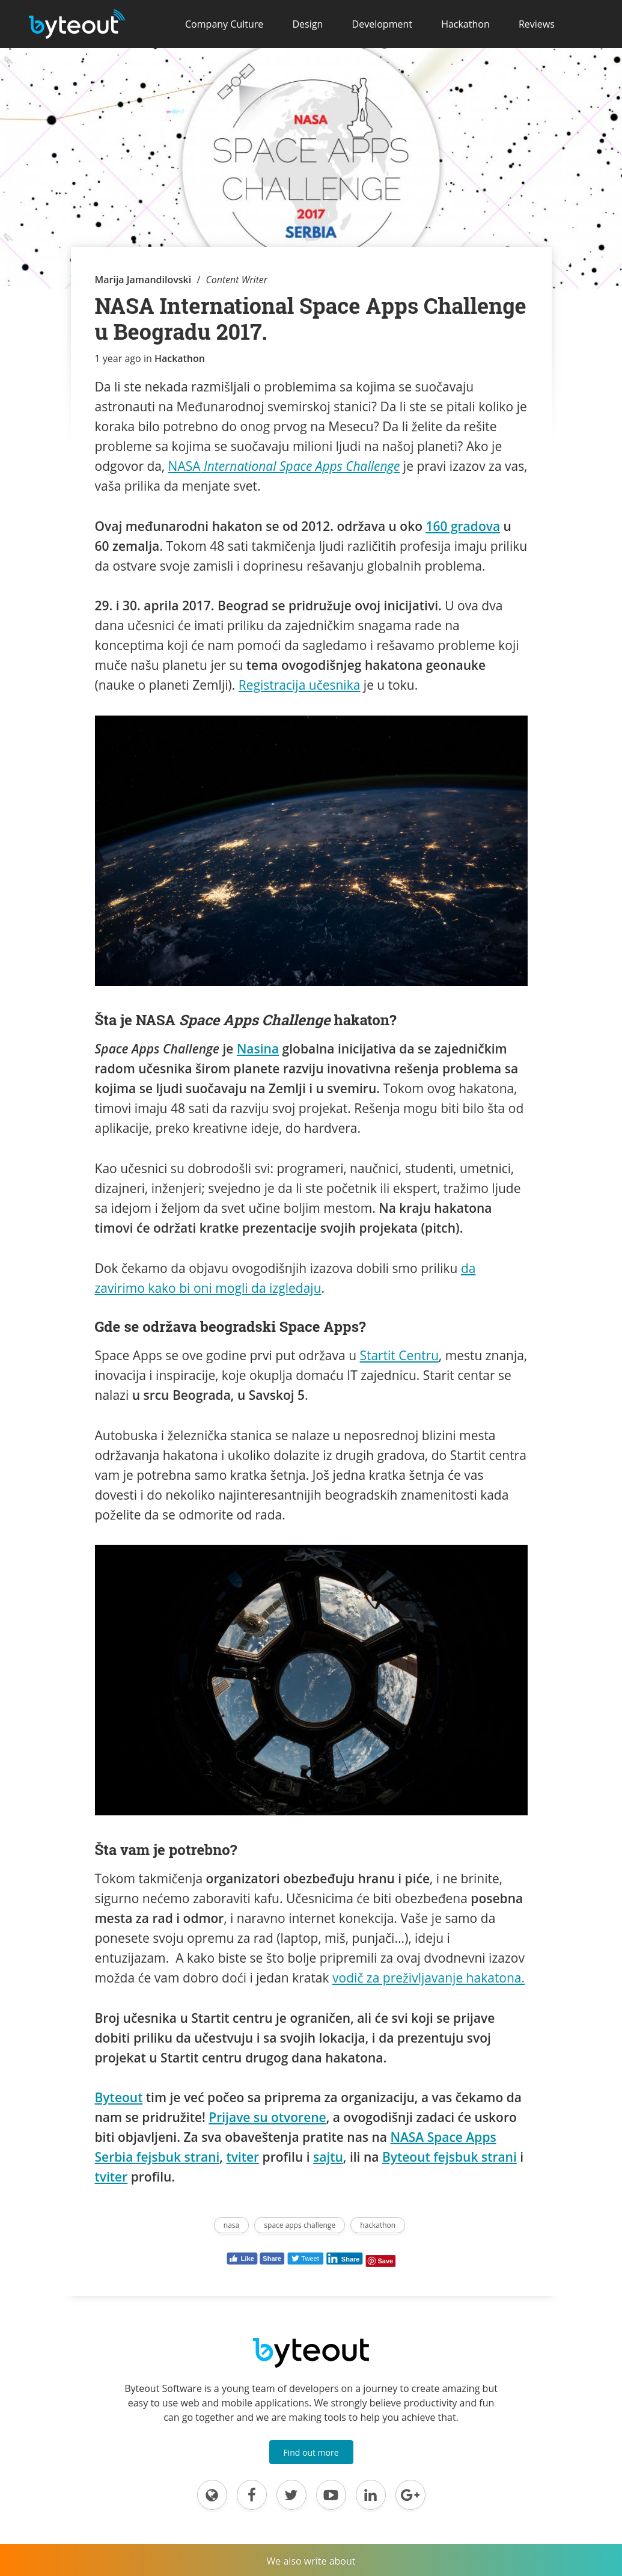 byteout
Company Culture Design Development Hackathon Reviews
NASA
SPACE APPS
CHALLENGE
2017
SERBIA
Marija Jamandilovski / Content Writer
NASA International Space Apps Challenge
u Beogradu 2017.
1 year ago in Hackathon
Da li ste nekada razmišljali o problemima sa kojima se suočavaju
astronauti na Međunarodnoj svemirskoj stanici? Da li ste se pitali koliko je
koraka bilo potrebno do onog prvog na Mesecu? Da li želite da rešite
probleme sa kojima se suočavaju milioni ljudi na našoj planeti? Ako je
odgovor da, NASA International Space Apps Challenge je pravi izazov za vas,
vaša prilika da menjate svet.
Ovaj međunarodni hakaton se od 2012. održava u oko 160 gradova u
60 zemalja. Tokom 48 sati takmičenja ljudi različitih profesija imaju priliku
da ostvare svoje zamisli i doprinesu rešavanju globalnih problema.
29. i 30. aprila 2017. Beograd se pridružuje ovoj inicijativi. U ova dva
dana učesnici će imati priliku da zajedničkim snagama rade na
konceptima koji će nam pomoći da sagledamo i rešavamo probleme koji
muče našu planetu jer su tema ovogodišnjeg hakatona geonauke
(nauke o planeti Zemlji). Registracija učesnika je u toku.
Šta je NASA Space Apps Challenge hakaton?
Space Apps Challenge je Nasina globalna inicijativa da se zajedničkim
radom učesnika širom planete razviju inovativna rešenja problema sa
kojima se ljudi suočavaju na Zemlji i u svemiru. Tokom ovog hakatona,
timovi imaju 48 sati da razviju svoj projekat. Rešenja mogu biti bilo šta od
aplikacije, preko kreativne ideje, do hardvera.
Kao učesnici su dobrodošli svi: programeri, naučnici, studenti, umetnici,
dizajneri, inženjeri; svejedno je da li ste početnik ili ekspert, tražimo ljude
sa idejom i željom da svet učine boljim mestom. Na kraju hakatona
timovi će održati kratke prezentacije svojih projekata (pitch).
Dok čekamo da objavu ovogodišnjih izazova dobili smo priliku da
zavirimo kako bi oni mogli da izgledaju.
Gde se održava beogradski Space Apps?
Space Apps se ove godine prvi put održava u Startit Centru, mestu znanja,
inovacija i inspiracije, koje okuplja domaću IT zajednicu. Starit centar se
nalazi u srcu Beograda, u Savskoj 5.
Autobuska i železnička stanica se nalaze u neposrednoj blizini mesta
održavanja hakatona i ukoliko dolazite iz drugih gradova, do Startit centra
vam je potrebna samo kratka šetnja. Još jedna kratka šetnja će vas
dovesti i do nekoliko najinteresantnijih beogradskih znamenitosti kada
poželite da se odmorite od rada.
Šta vam je potrebno?
Tokom takmičenja organizatori obezbeđuju hranu i piće, i ne brinite,
sigurno nećemo zaboraviti kafu. Učesnicima će biti obezbeđena posebna
mesta za rad i odmor, i naravno internet konekcija. Vaše je samo da
ponesete svoju opremu za rad (laptop, miš, punjači...), ideju i
entuzijazam.  A kako biste se što bolje pripremili za ovaj dvodnevni izazov
možda će vam dobro doći i jedan kratak vodič za preživljavanje hakatona.
Broj učesnika u Startit centru je ograničen, ali će svi koji se prijave
dobiti priliku da učestvuju i sa svojih lokacija, i da prezentuju svoj
projekat u Startit centru drugog dana hakatona.
Byteout tim je već počeo sa priprema za organizaciju, a vas čekamo da
nam se pridružite! Prijave su otvorene, a ovogodišnji zadaci će uskoro
biti objavljeni. Za sva obaveštenja pratite nas na NASA Space Apps
Serbia fejsbuk strani, tviter profilu i sajtu, ili na Byteout fejsbuk strani i
tviter profilu.
nasa space apps challenge hackathon
Like Share Tweet Share Save
byteout
Byteout Software is a young team of developers on a journey to create amazing but
easy to use web and mobile applications. We strongly believe productivity and fun
can go together and we are making tools to help you achieve that.
Find out more
We also write about